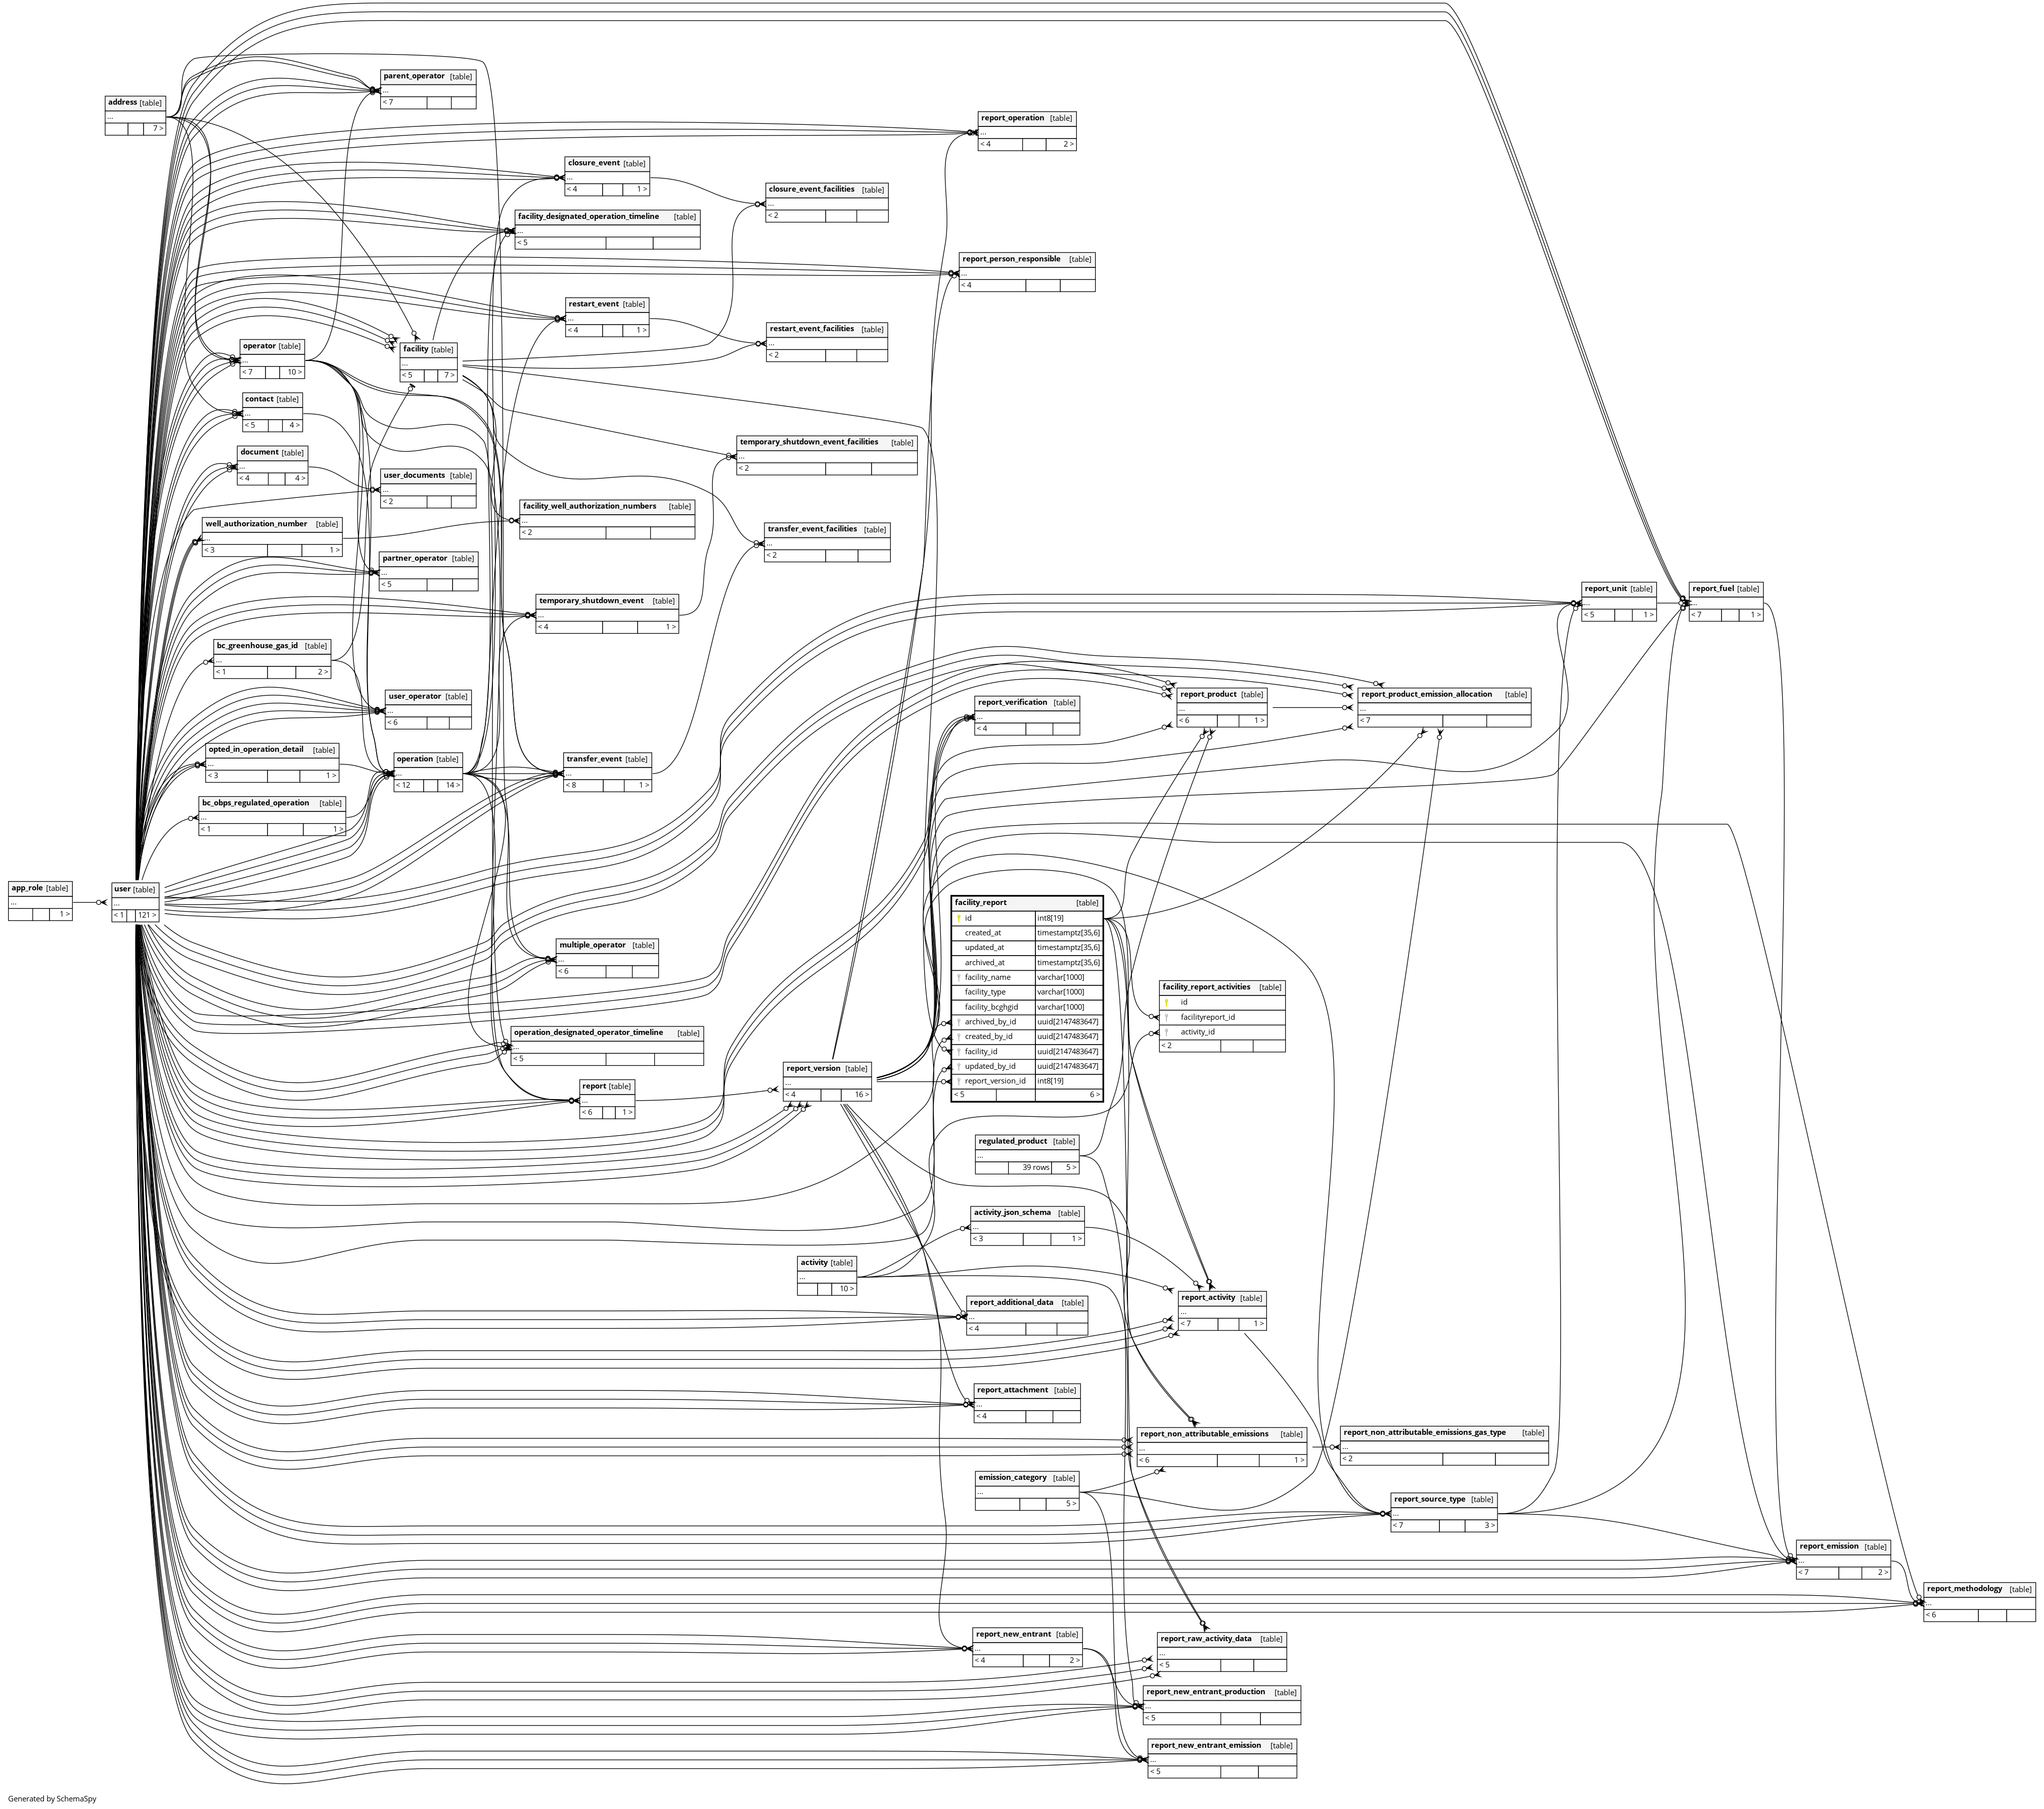 parent_operator [table]
...
< 7
address [table]
...
7 >
report_operation [table]
...
< 4 2 >
closure_event [table]
...
< 4 1 >
closure_event_facilities [table]
...
< 2
facility_designated_operation_timeline [table]
...
< 5
report_person_responsible [table]
...
< 4
restart_event [table]
...
< 4 1 >
restart_event_facilities [table]
...
< 2
operator [table]
...
< 7 10 >
facility [table]
...
< 5 7 >
contact [table]
...
< 5 4 >
temporary_shutdown_event_facilities [table]
...
< 2
document [table]
...
< 4 4 >
user_documents [table]
...
< 2
facility_well_authorization_numbers [table]
...
< 2
well_authorization_number [table]
...
< 3 1 >
transfer_event_facilities [table]
...
< 2
partner_operator [table]
...
< 5
report_unit [table]
...
< 5 1 >
report_fuel [table]
...
< 7 1 >
temporary_shutdown_event [table]
...
< 4 1 >
bc_greenhouse_gas_id [table]
...
< 1 2 >
user_operator [table]
...
< 6
report_verification [table]
...
< 4
report_product [table]
...
< 6 1 >
report_product_emission_allocation [table]
...
< 7
opted_in_operation_detail [table]
...
< 3 1 >
operation [table]
...
< 12 14 >
transfer_event [table]
...
< 8 1 >
bc_obps_regulated_operation [table]
...
< 1 1 >
app_role [table]
...
1 >
user [table]
...
< 1 121 >
facility_report [table]
id int8[19]
created_at timestamptz[35,6]
updated_at timestamptz[35,6]
archived_at timestamptz[35,6]
facility_name varchar[1000]
facility_type varchar[1000]
facility_bcghgid varchar[1000]
archived_by_id uuid[2147483647]
created_by_id uuid[2147483647]
facility_id uuid[2147483647]
updated_by_id uuid[2147483647]
report_version_id int8[19]
< 5 6 >
multiple_operator [table]
...
< 6
facility_report_activities [table]
id
facilityreport_id
activity_id
< 2
operation_designated_operator_timeline [table]
...
< 5
report_version [table]
...
< 4 16 >
report [table]
...
< 6 1 >
regulated_product [table]
...
39 rows 5 >
activity_json_schema [table]
...
< 3 1 >
activity [table]
...
10 >
report_activity [table]
...
< 7 1 >
report_additional_data [table]
...
< 4
report_attachment [table]
...
< 4
report_non_attributable_emissions [table]
...
< 6 1 >
report_non_attributable_emissions_gas_type [table]
...
< 2
emission_category [table]
...
5 >
report_source_type [table]
...
< 7 3 >
report_emission [table]
...
< 7 2 >
report_methodology [table]
...
< 6
report_new_entrant [table]
...
< 4 2 >
report_raw_activity_data [table]
...
< 5
report_new_entrant_production [table]
...
< 5
report_new_entrant_emission [table]
...
< 5
Generated by SchemaSpy